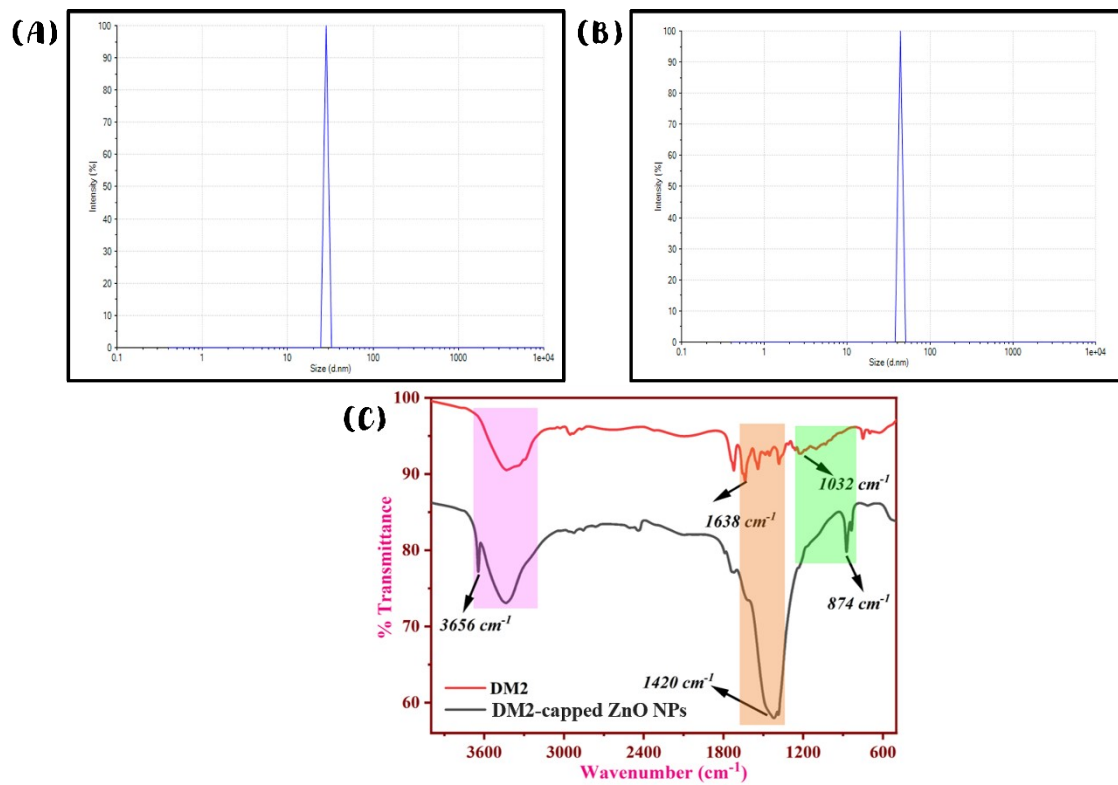 (A)
100
90
80
70
60
50
40
30
20
10
0
Intensity [%]
0.1 1 10 100 1000 1e+04
Size (d.nm)
(B)
100
90
80
70
60
50
40
30
20
10
0
Intensity [%]
0.1 1 10 100 1000 1e+04
Size (d.nm)
(C)
100
90
80
70
60
% Transmittance
1638 cm-1
1032 cm-1
3656 cm-1
874 cm-1
1420 cm-1
DM2
DM2-capped ZnO NPs
3600 3000 2400 1800 1200 600
Wavenumber (cm-1)